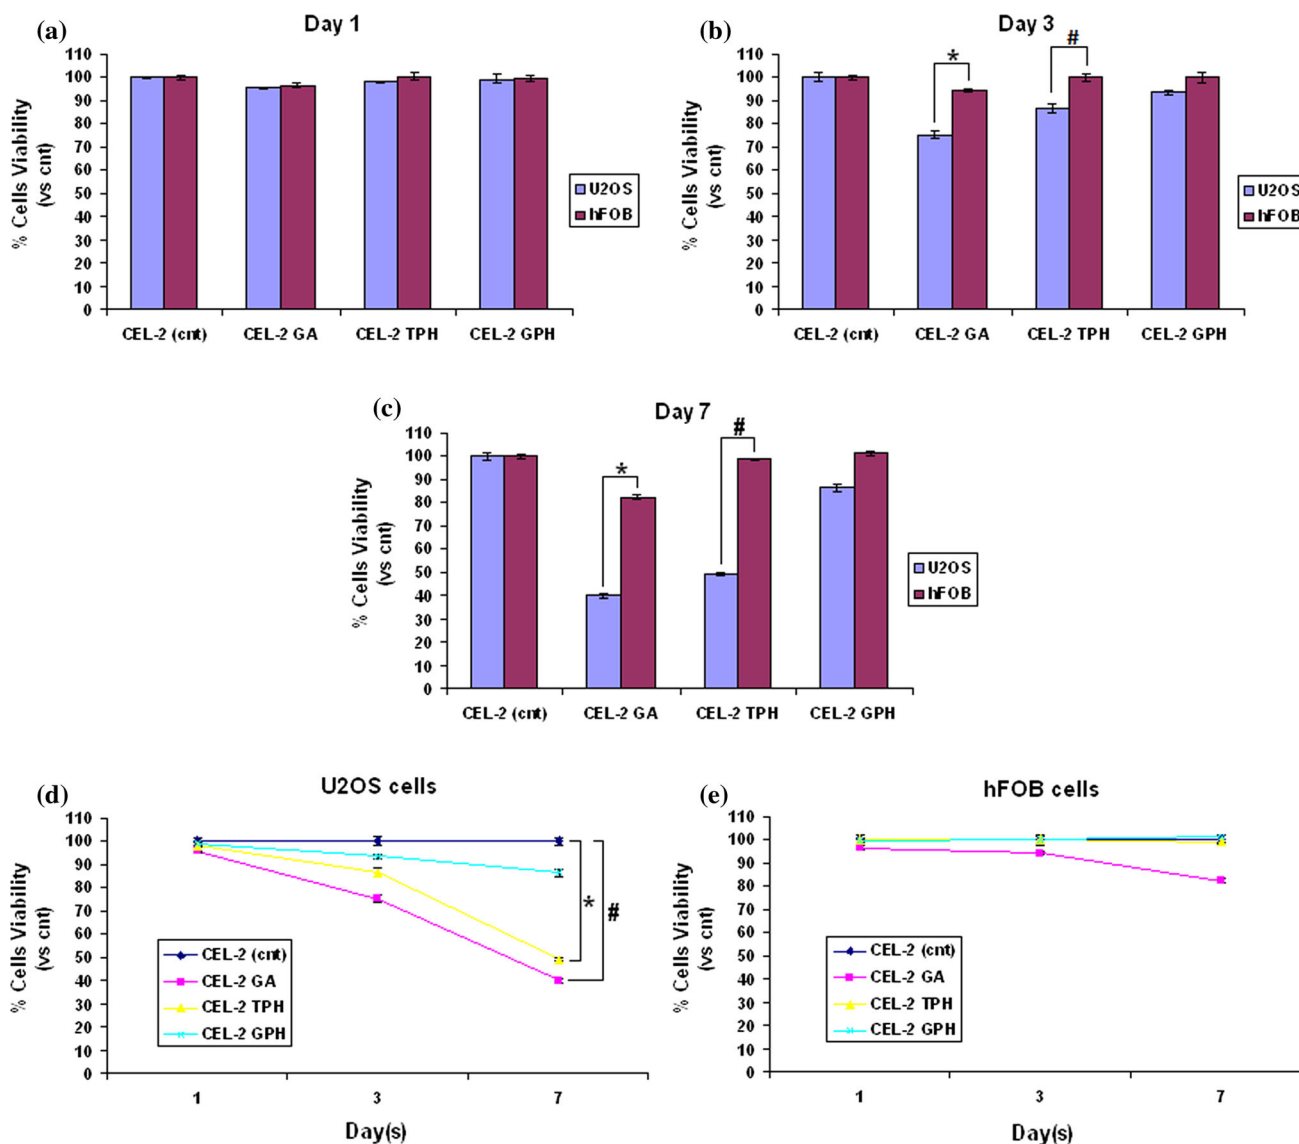 (a)
Day 1
% Cells Viability
(vs cnt)
110
100
90
80
70
60
50
40
30
20
10
0
CEL-2 (cnt)
CEL-2 GA
CEL-2 TPH
CEL-2 GPH
U2OS
hFOB
(b)
Day 3
% Cells Viability
(vs cnt)
110
100
90
80
70
60
50
40
30
20
10
0
*
#
CEL-2 (cnt)
CEL-2 GA
CEL-2 TPH
CEL-2 GPH
U2OS
hFOB
(c)
Day 7
% Cells Viability
(vs cnt)
110
100
90
80
70
60
50
40
30
20
10
0
*
#
CEL-2 (cnt)
CEL-2 GA
CEL-2 TPH
CEL-2 GPH
U2OS
hFOB
(d)
U2OS cells
% Cells Viability
(vs cnt)
110
100
90
80
70
60
50
40
30
20
10
0
*
#
CEL-2 (cnt)
CEL-2 GA
CEL-2 TPH
CEL-2 GPH
1
3
7
Day(s)
(e)
hFOB cells
% Cells Viability
(vs cnt)
110
100
90
80
70
60
50
40
30
20
10
0
CEL-2 (cnt)
CEL-2 GA
CEL-2 TPH
CEL-2 GPH
1
3
7
Day(s)